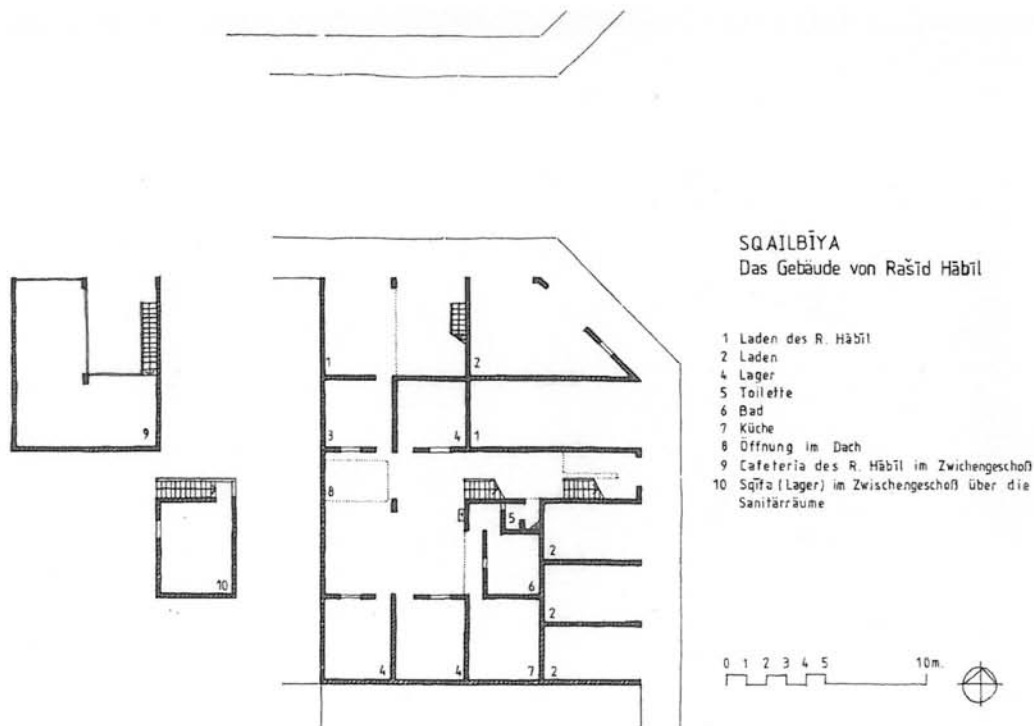 SQAILBĪYA
Das Gebäude von Rašīd Hābīl
1 Laden des R. Hābīl
2 Laden
4 Lager
5 Toilette
6 Bad
7 Küche
8 Öffnung im Dach
9 Cafeteria des R. Hābīl im Zwichengeschoß
10 Sqīfa (Lager) im Zwischengeschoß über die
Sanitärräume
1
2
9
3
4
1
8
5
2
10
6
2
4
4
7
2
0 1 2 3 4 5 10m.